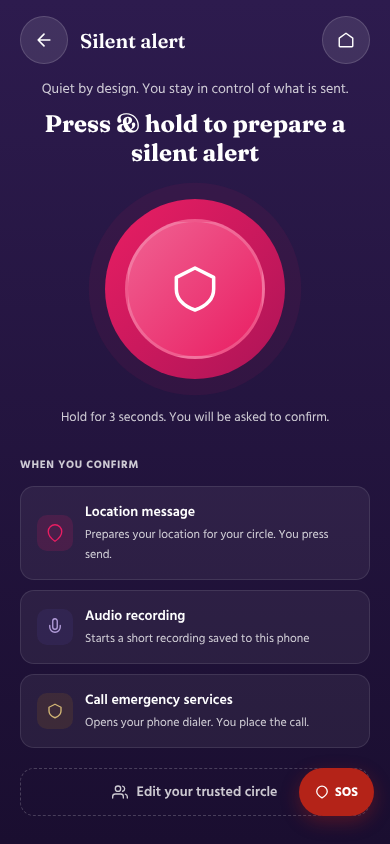 Silent alert
Quiet by design. You stay in control of what is sent.
Press & hold to prepare a
silent alert
Hold for 3 seconds. You will be asked to confirm.
WHEN YOU CONFIRM
Location message
Prepares your location for your circle. You press
send.
Audio recording
Starts a short recording saved to this phone
Call emergency services
Opens your phone dialer. You place the call.
Edit your trusted circle
SOS